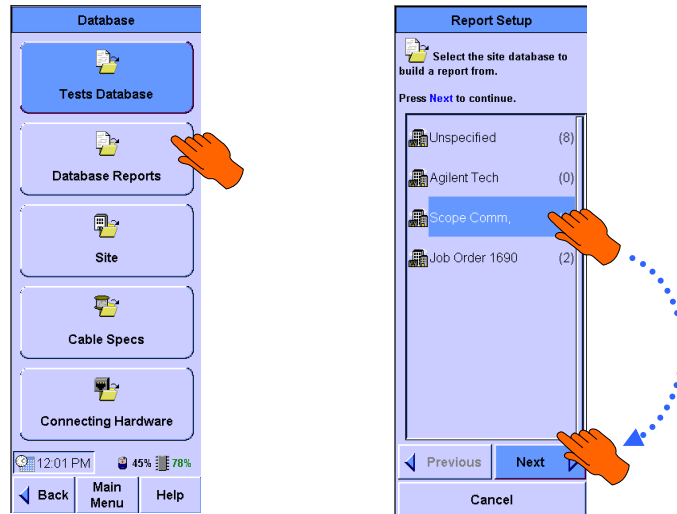 Database
Tests Database
Database Reports
Site
Cable Specs
Connecting Hardware
12:01 PM 45% 78%
Back Main Menu Help
Report Setup
Select the site database to
build a report from.
Press Next to continue.
Unspecified (8)
Agilent Tech (0)
Scope Comm,
Job Order 1690 (2)
Previous Next
Cancel